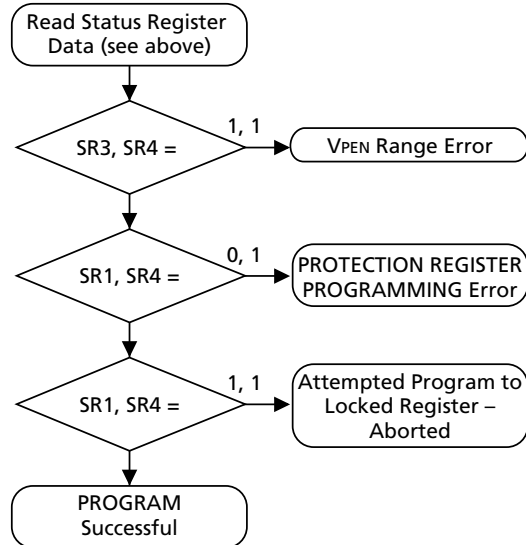 Read Status Register
Data (see above)
1, 1
SR3, SR4 =
VPEN Range Error
0, 1
SR1, SR4 =
PROTECTION REGISTER
PROGRAMMING Error
1, 1
SR1, SR4 =
Attempted Program to
Locked Register –
Aborted
PROGRAM
Successful